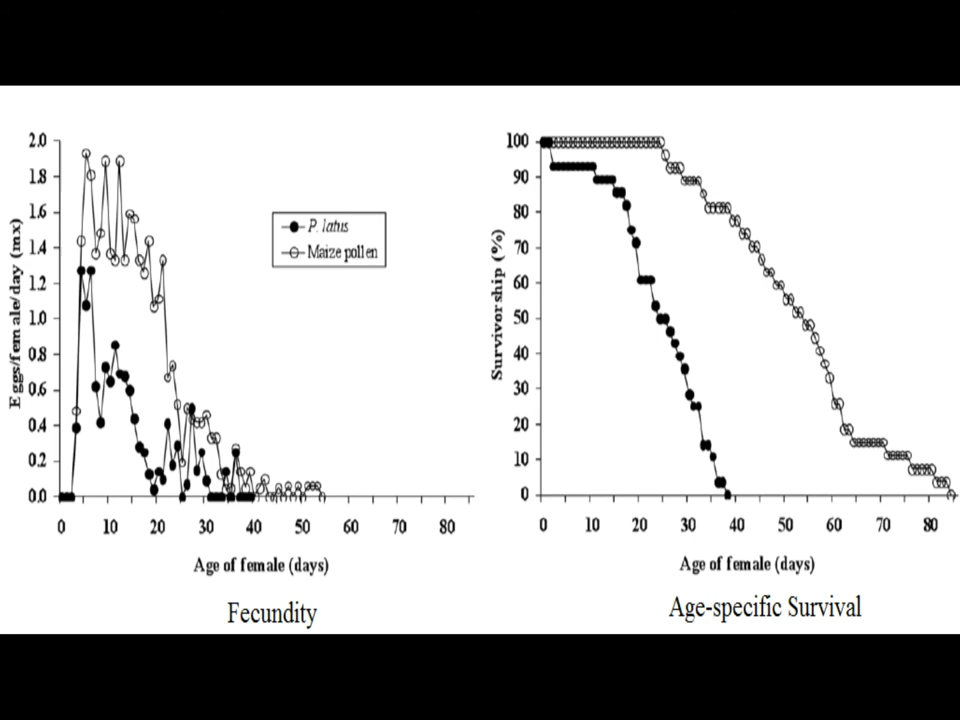 2.0
1.8
1.6
1.4
1.2
1.0
0.8
0.6
0.4
0.2
0.0
Eggs/female/day (mx)
P. latus
Maize pollen
0 10 20 30 40 50 60 70 80
Age of female (days)
Fecundity
100
90
80
70
60
50
40
30
20
10
0
Survivorship (%)
0 10 20 30 40 50 60 70 80
Age of female (days)
Age-specific Survival